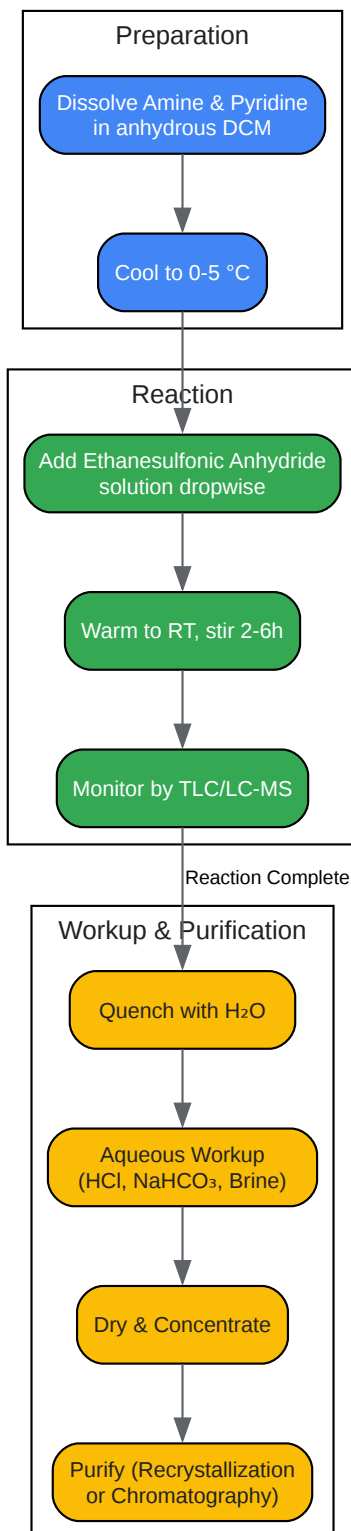 Preparation
Dissolve Amine & Pyridine
in anhydrous DCM
Cool to 0-5 °C
Reaction
Add Ethanesulfonic Anhydride
solution dropwise
Warm to RT, stir 2-6h
Monitor by TLC/LC-MS
Reaction Complete
Workup & Purification
Quench with H₂O
Aqueous Workup
(HCl, NaHCO₃, Brine)
Dry & Concentrate
Purify (Recrystallization
or Chromatography)